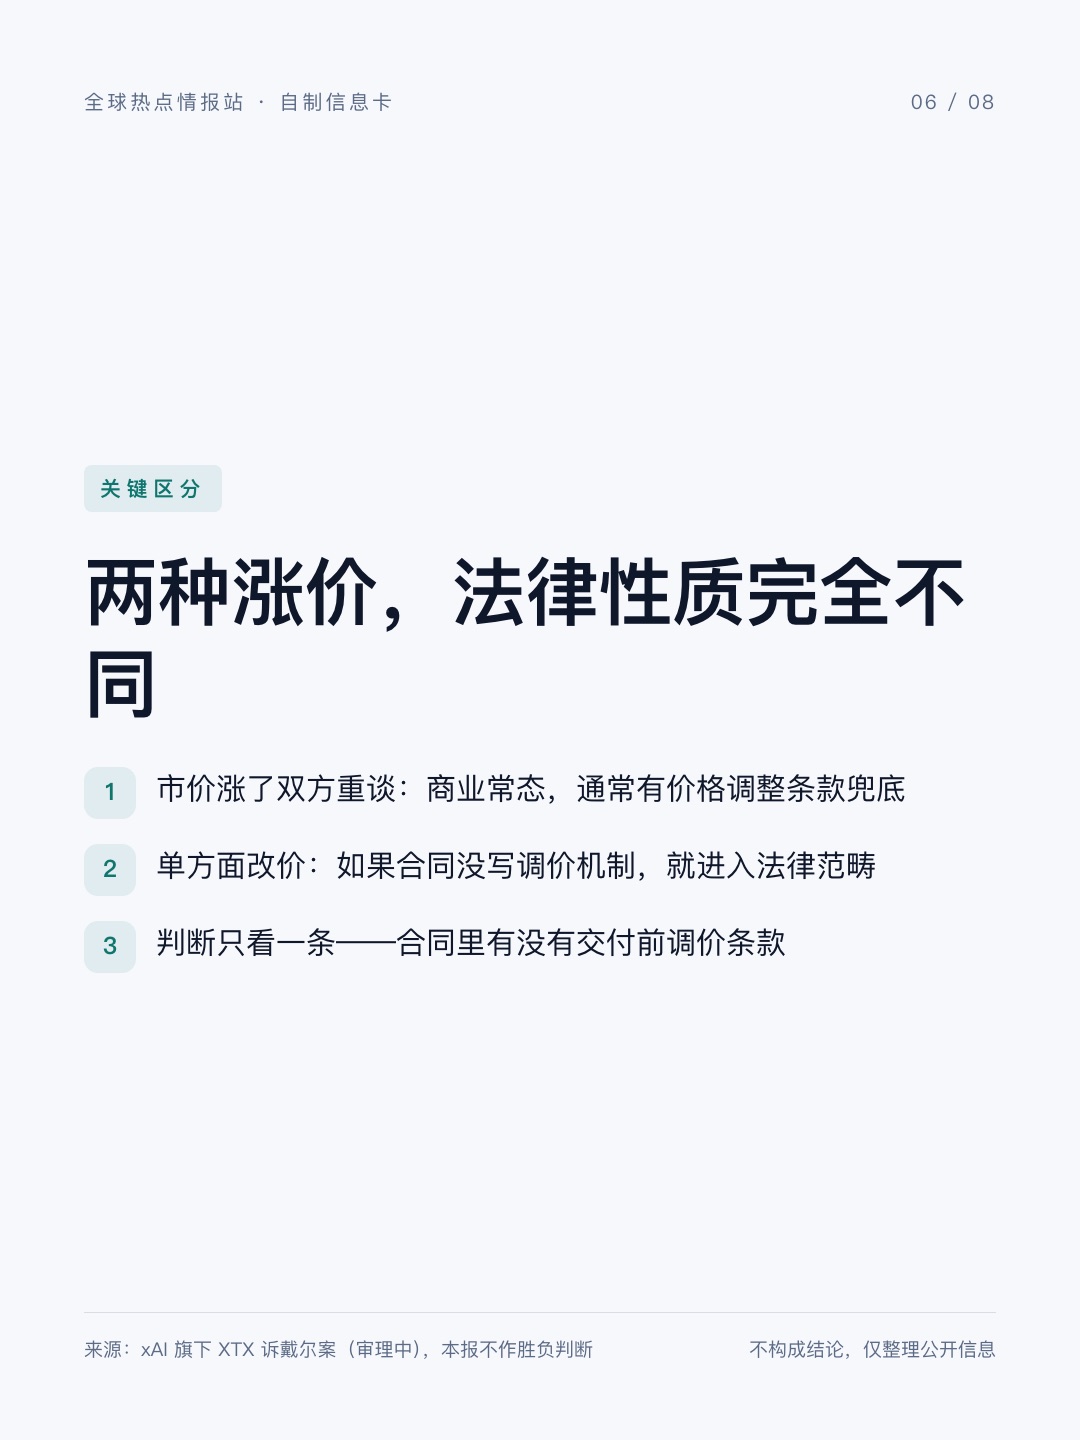 全球热点情报站 · 自制信息卡
06 / 08
关键区分
两种涨价，法律性质完全不
同
1 市价涨了双方重谈：商业常态，通常有价格调整条款兜底
2 单方面改价：如果合同没写调价机制，就进入法律范畴
3 判断只看一条——合同里有没有交付前调价条款
来源：xAI 旗下 XTX 诉戴尔案（审理中），本报不作胜负判断
不构成结论，仅整理公开信息